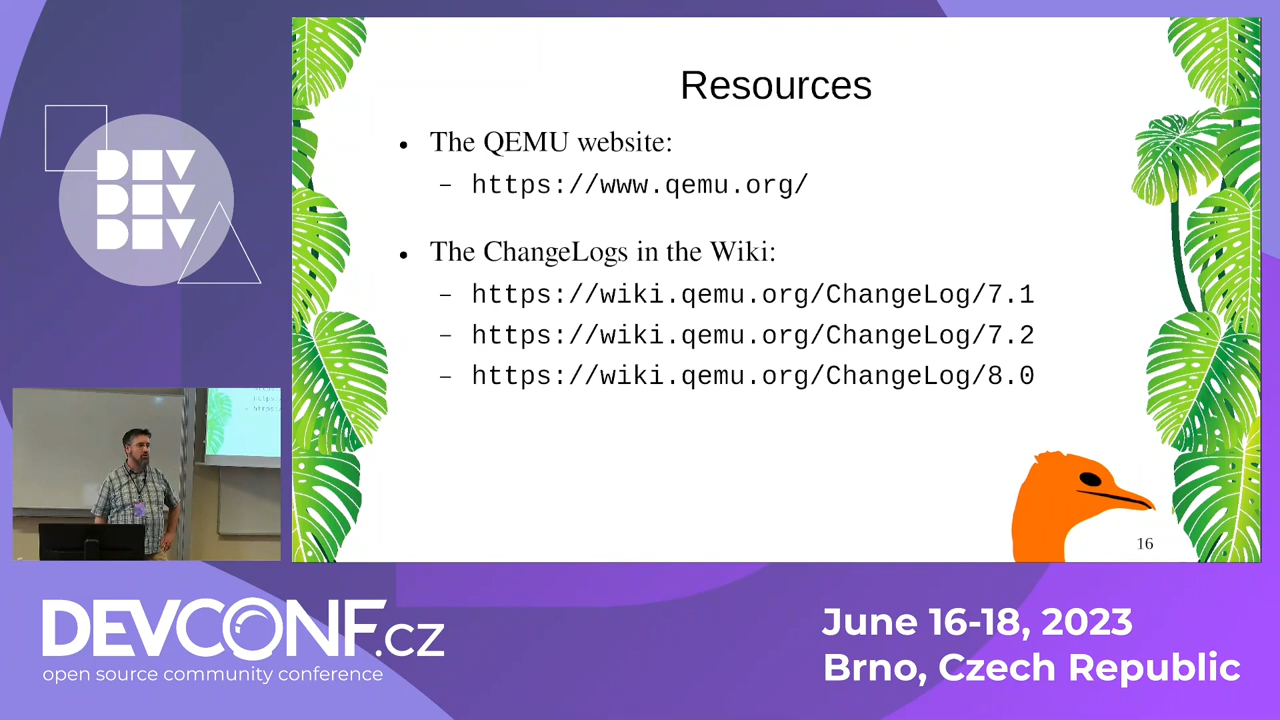 DEV
DEV
DEV
Resources
• The QEMU website:
– https://www.qemu.org/
• The ChangeLogs in the Wiki:
– https://wiki.qemu.org/ChangeLog/7.1
– https://wiki.qemu.org/ChangeLog/7.2
– https://wiki.qemu.org/ChangeLog/8.0
16
DEVCONF.cz
open source community conference
June 16-18, 2023
Brno, Czech Republic